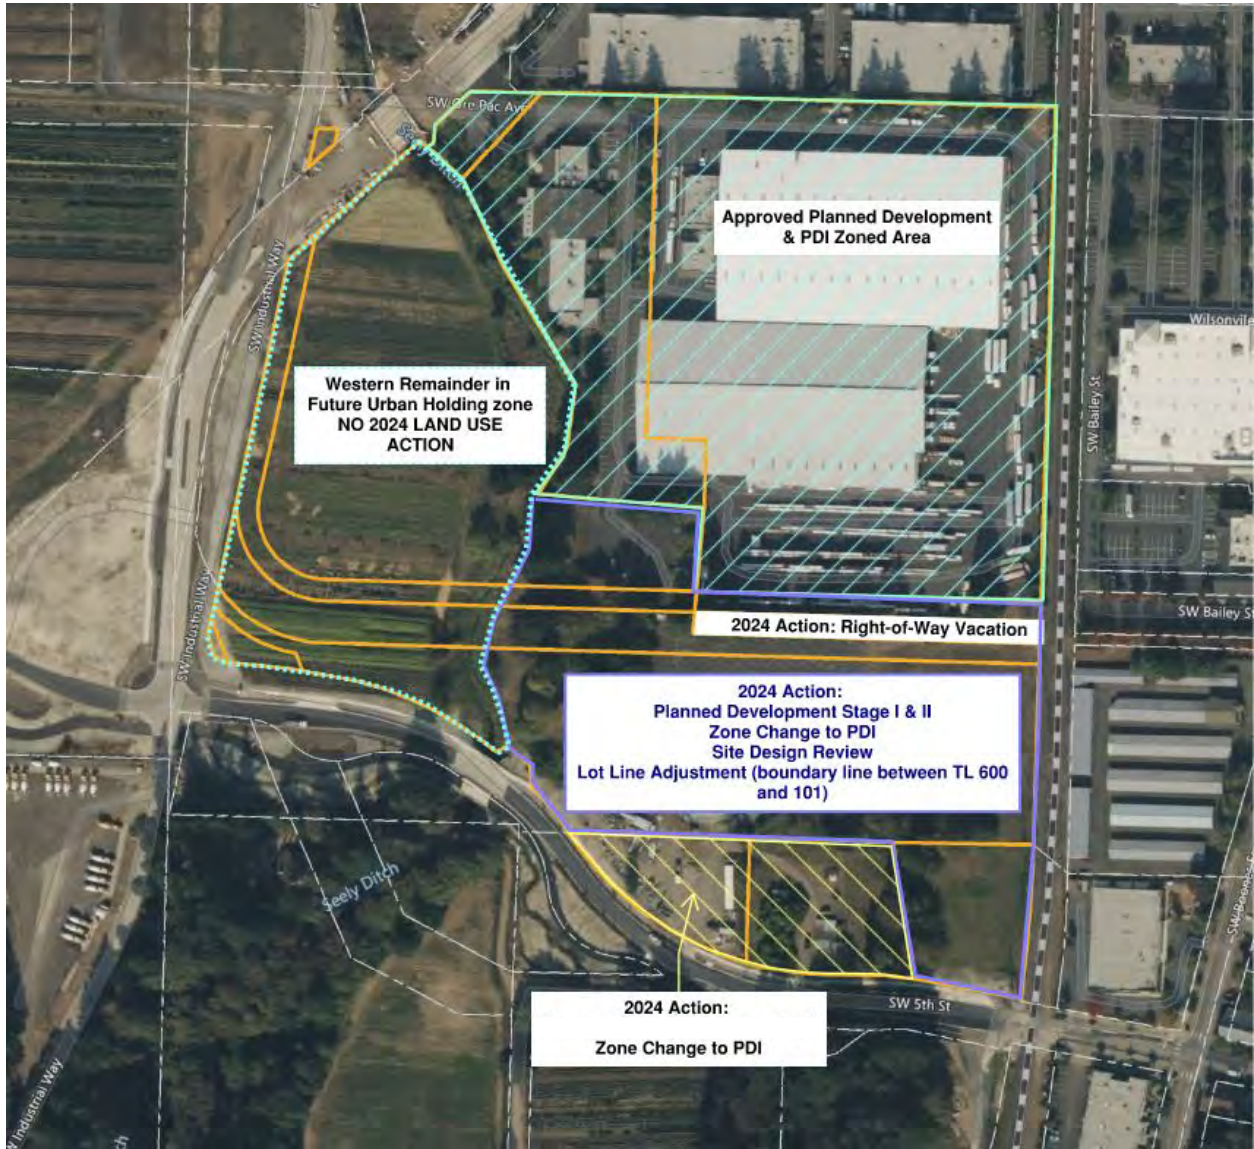 SW Ore Pac Ave
Approved Planned Development
& PDI Zoned Area
SW Industrial Way
Wilsonville
Western Remainder in
Future Urban Holding zone
NO 2024 LAND USE
ACTION
SW Bailey St
SW Industrial Way
SW Bailey St
2024 Action: Right-of-Way Vacation
2024 Action:
Planned Development Stage I & II
Zone Change to PDI
Site Design Review
Lot Line Adjustment (boundary line between TL 600
and 101)
Seely Ditch
SW 5th St
2024 Action:
Zone Change to PDI
W Industrial Way